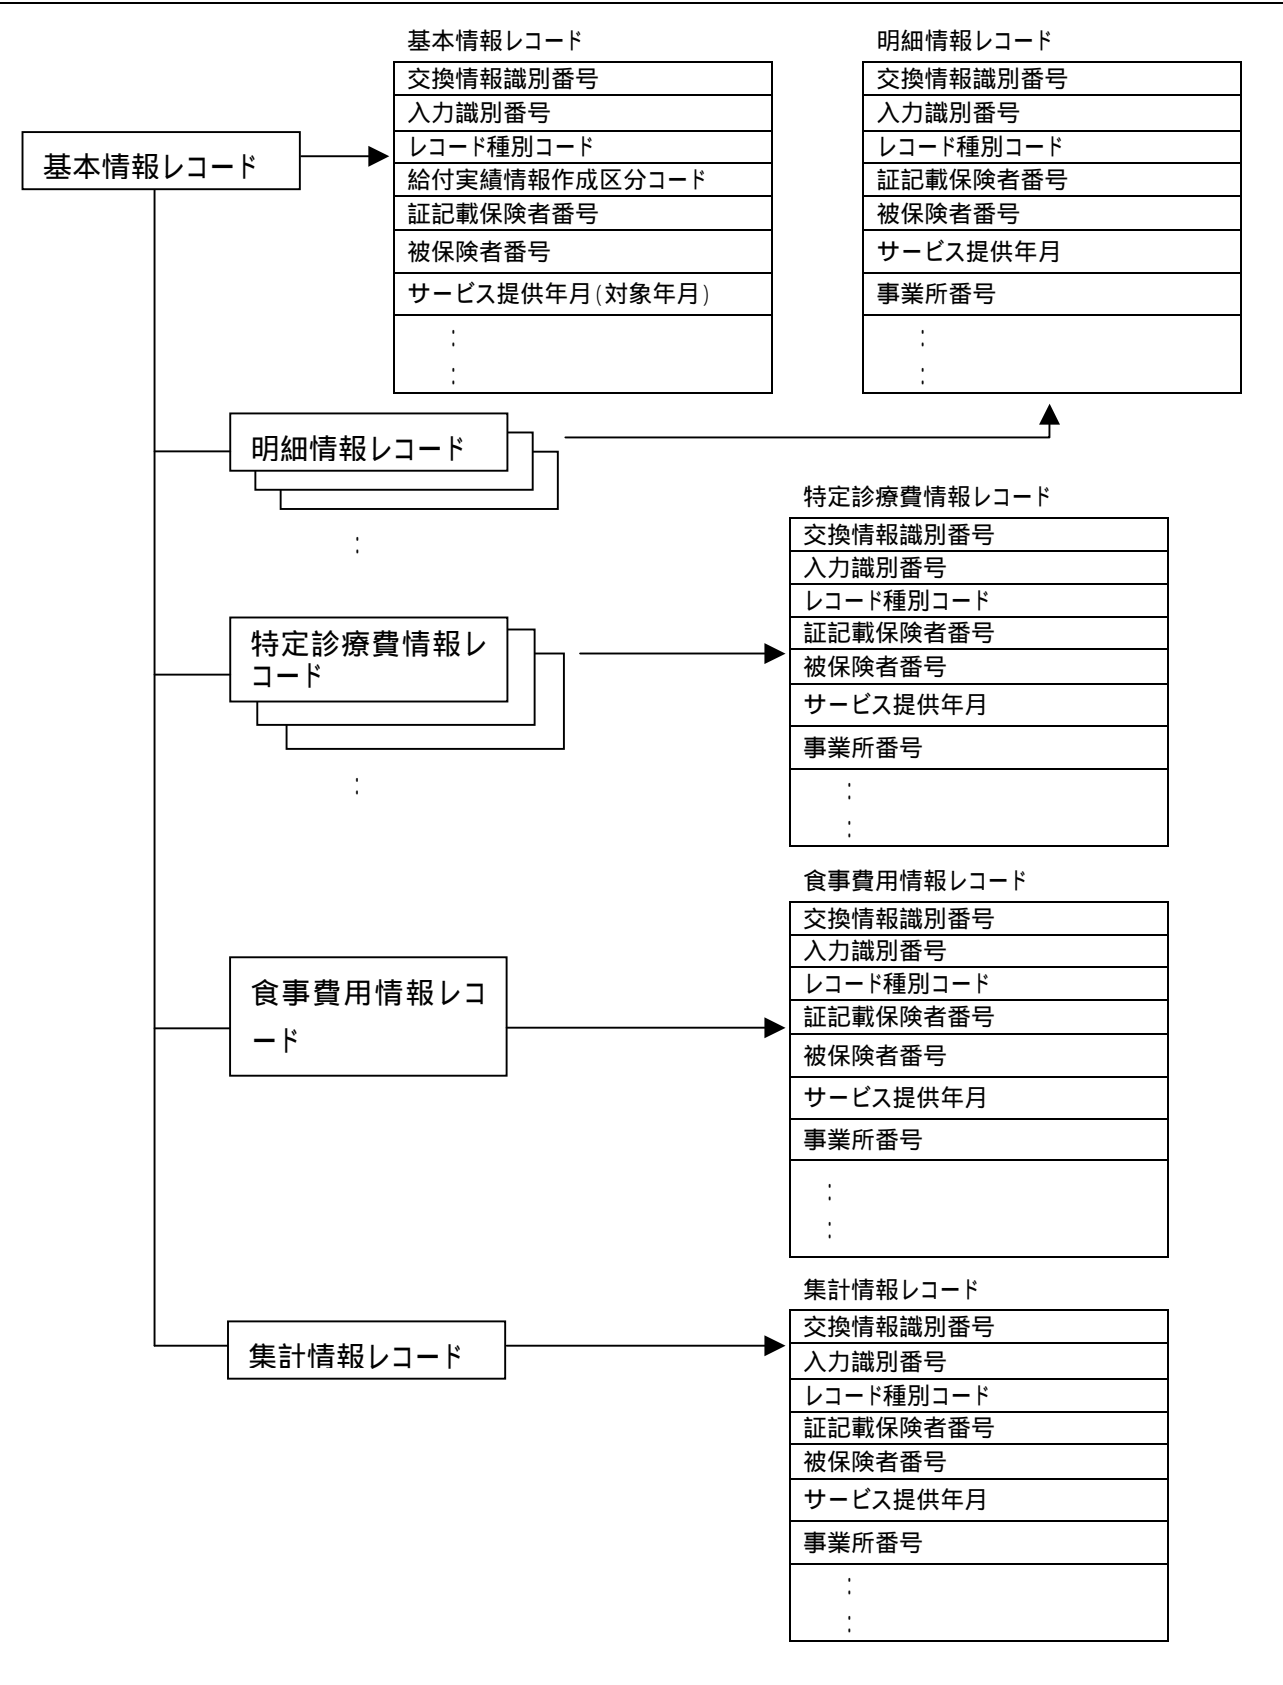 基本情報レコード
交換情報識別番号
入力識別番号
レコード種別コード
給付実績情報作成区分コード
証記載保険者番号
被保険者番号
サービス提供年月(対象年月)
:
:
明細情報レコード
交換情報識別番号
入力識別番号
レコード種別コード
証記載保険者番号
被保険者番号
サービス提供年月
事業所番号
:
:
基本情報レコード
明細情報レコード
:
特定診療費情報レコード
交換情報識別番号
入力識別番号
レコード種別コード
証記載保険者番号
被保険者番号
サービス提供年月
事業所番号
:
:
特定診療費情報レ
コード
:
食事費用情報レコード
交換情報識別番号
入力識別番号
レコード種別コード
証記載保険者番号
被保険者番号
サービス提供年月
事業所番号
:
:
食事費用情報レコ
ード
集計情報レコード
交換情報識別番号
入力識別番号
レコード種別コード
証記載保険者番号
被保険者番号
サービス提供年月
事業所番号
:
:
集計情報レコード